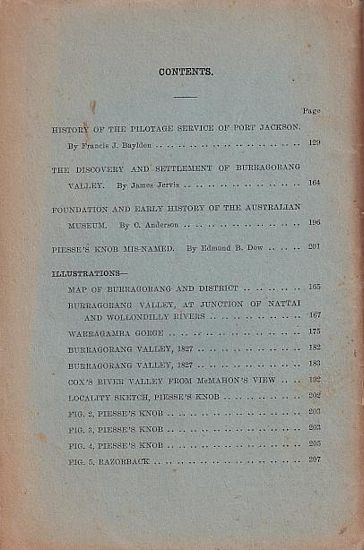 CONTENTS.
Page
HISTORY OF THE PILOTAGE SERVICE OF PORT JACKSON.
By Francis J. Bayldon .. .. .. .. .. .. .. .. .. .. .. 129
THE DISCOVERY AND SETTLEMENT OF BURRAGORANG
VALLEY. By James Jervis .. .. .. .. .. .. .. .. .. 164
FOUNDATION AND EARLY HISTORY OF THE AUSTRALIAN
MUSEUM. By C. Anderson .. .. .. .. .. .. .. .. .. 196
PIESSE'S KNOB MIS-NAMED. By Edmund B. Dow .. .. .. 201
ILLUSTRATIONS—
MAP OF BURRAGORANG AND DISTRICT .. .. .. .. .. 165
BURRAGORANG VALLEY, AT JUNCTION OF NATTAI
AND WOLLONDILLY RIVERS .. .. .. .. .. .. .. 167
WARRAGAMBA GORGE .. .. .. .. .. .. .. .. .. 175
BURRAGORANG VALLEY, 1827 .. .. .. .. .. .. .. 182
BURRAGORANG VALLEY, 1827 .. .. .. .. .. .. .. 183
COX'S RIVER VALLEY FROM McMAHON'S VIEW .. .. 192
LOCALITY SKETCH, PIESSE'S KNOB .. .. .. .. .. .. 202
FIG. 2, PIESSE'S KNOB .. .. .. .. .. .. .. .. .. 203
FIG. 3, PIESSE'S KNOB .. .. .. .. .. .. .. .. .. 203
FIG. 4, PIESSE'S KNOB .. .. .. .. .. .. .. .. .. 205
FIG. 5, RAZORBACK .. .. .. .. .. .. .. .. .. .. 207